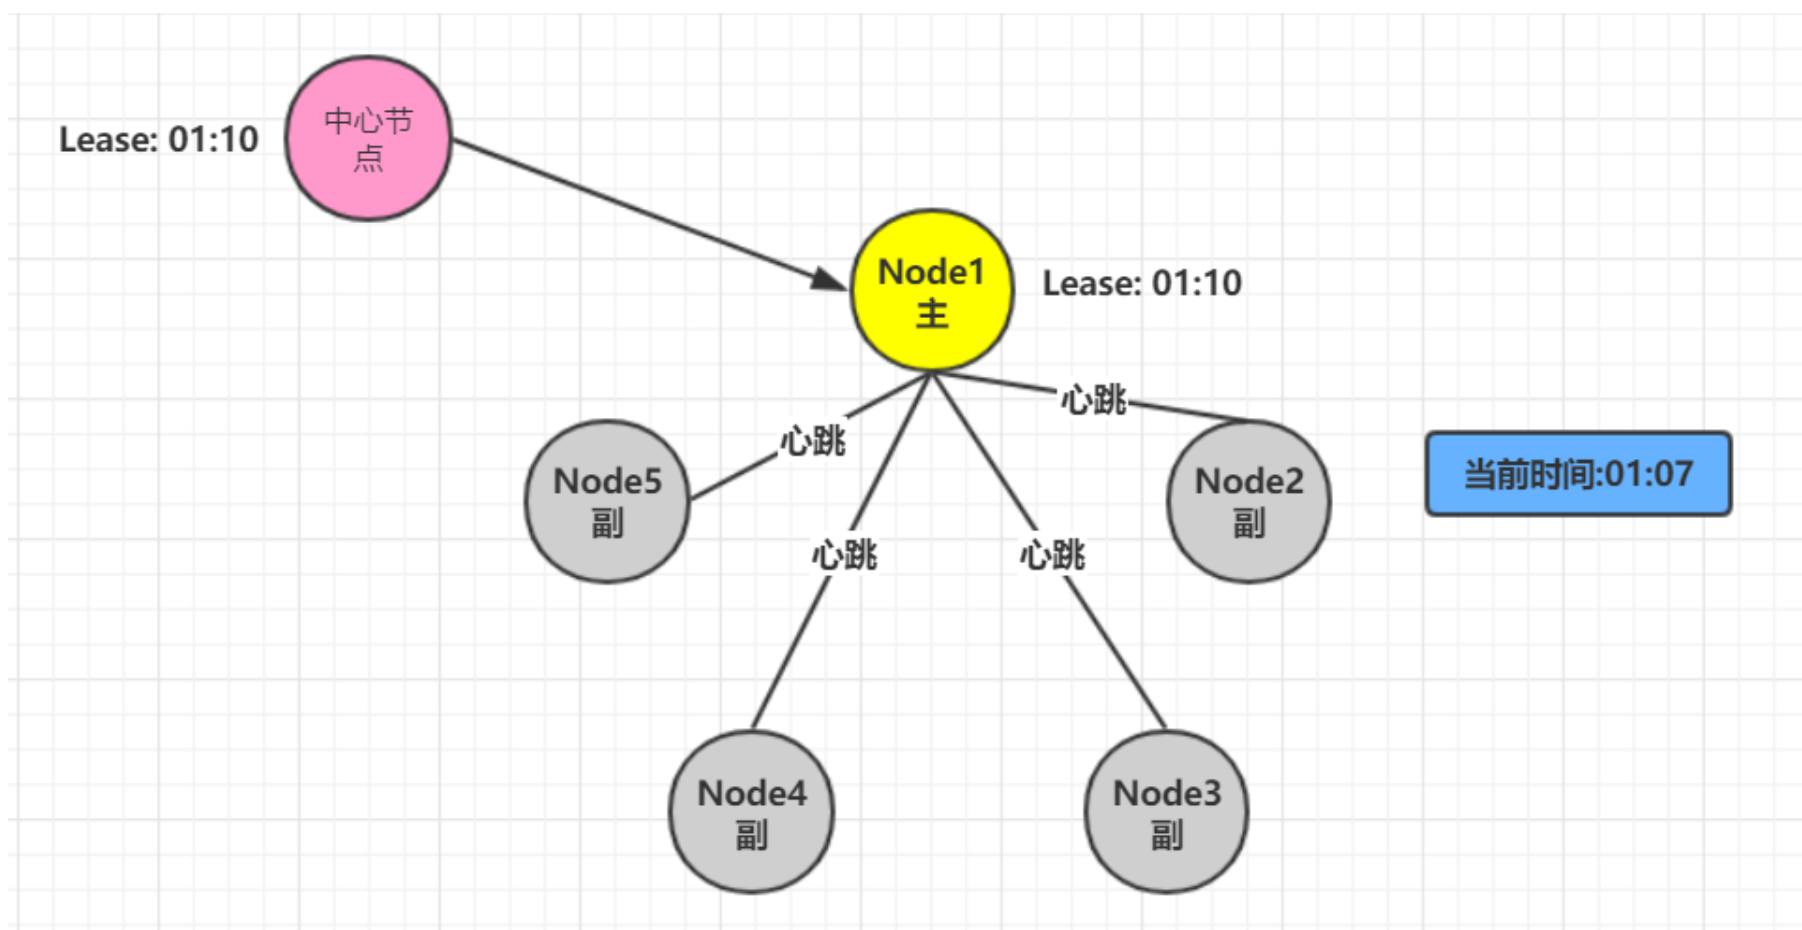 中心节
点
Lease: 01:10
Node1
主
Lease: 01:10
心跳
心跳
Node5
副
Node2
副
当前时间:01:07
心跳
心跳
Node4
副
Node3
副